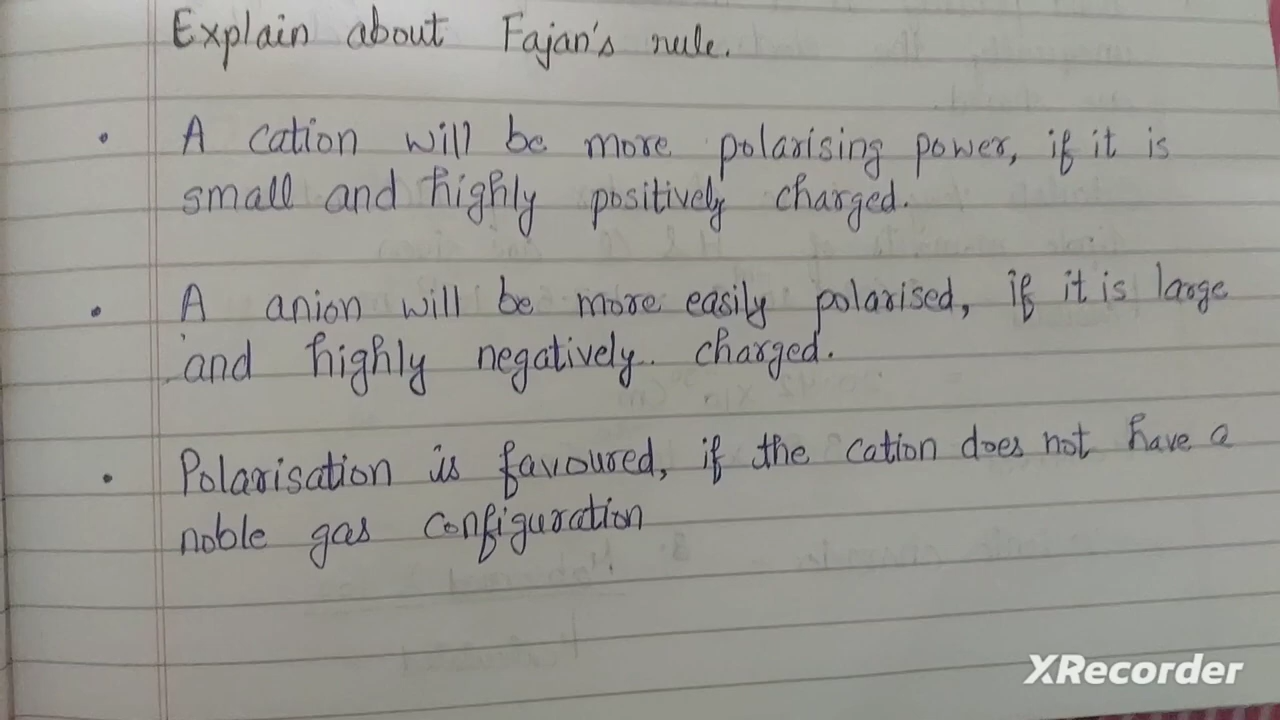 Explain about Fajan's rule.
• A cation will be more polarising power, if it is
small and highly positively charged.
• A anion will be more easily polarised, if it is large
and highly negatively charged.
• Polarisation is favoured, if the cation does not have a
noble gas configuration
XRecorder